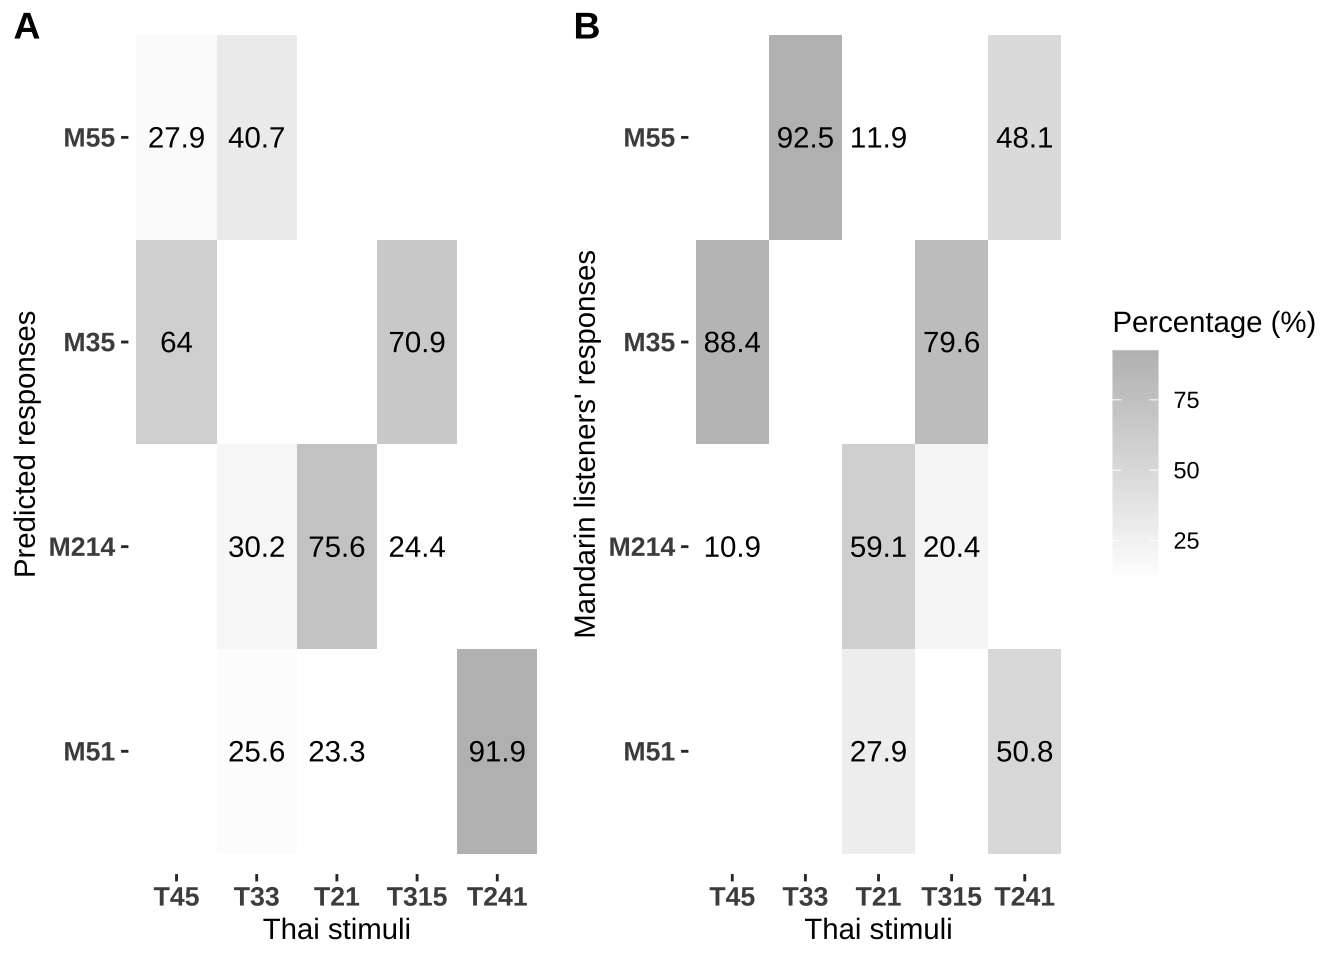 A
B
M55
27.9 40.7
M55
92.5 11.9 48.1
Predicted responses
Mandarin listeners' responses
Percentage (%)
M35
64 70.9
M35
88.4 79.6
75
50
25
M214
30.2 75.6 24.4
M214
10.9 59.1 20.4
M51
25.6 23.3 91.9
M51
27.9 50.8
T45 T33 T21 T315 T241
T45 T33 T21 T315 T241
Thai stimuli
Thai stimuli